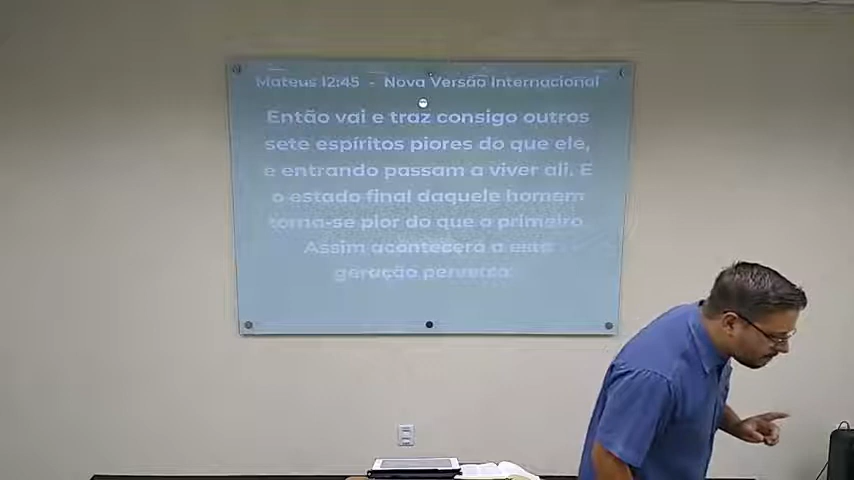 Mateus 12:45 - Nova Versão Internacional
Então vai e traz consigo outros
sete espíritos piores do que ele,
e entrando passam a viver ali. E
o estado final daquele homem
torna-se pior do que o primeiro
Assim acontecerá a esta
geração perversa